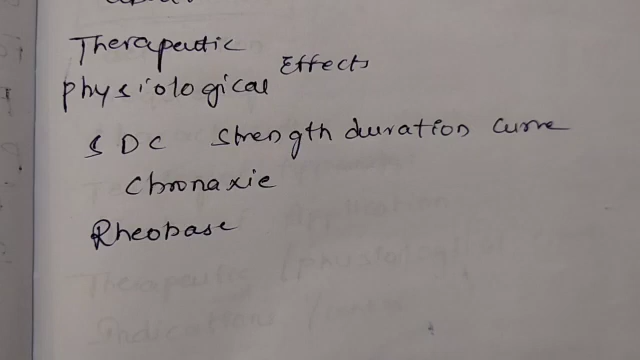 Therapeutic
physiological Effects
SDC Strength duration curve
Chronaxie
Rheobase